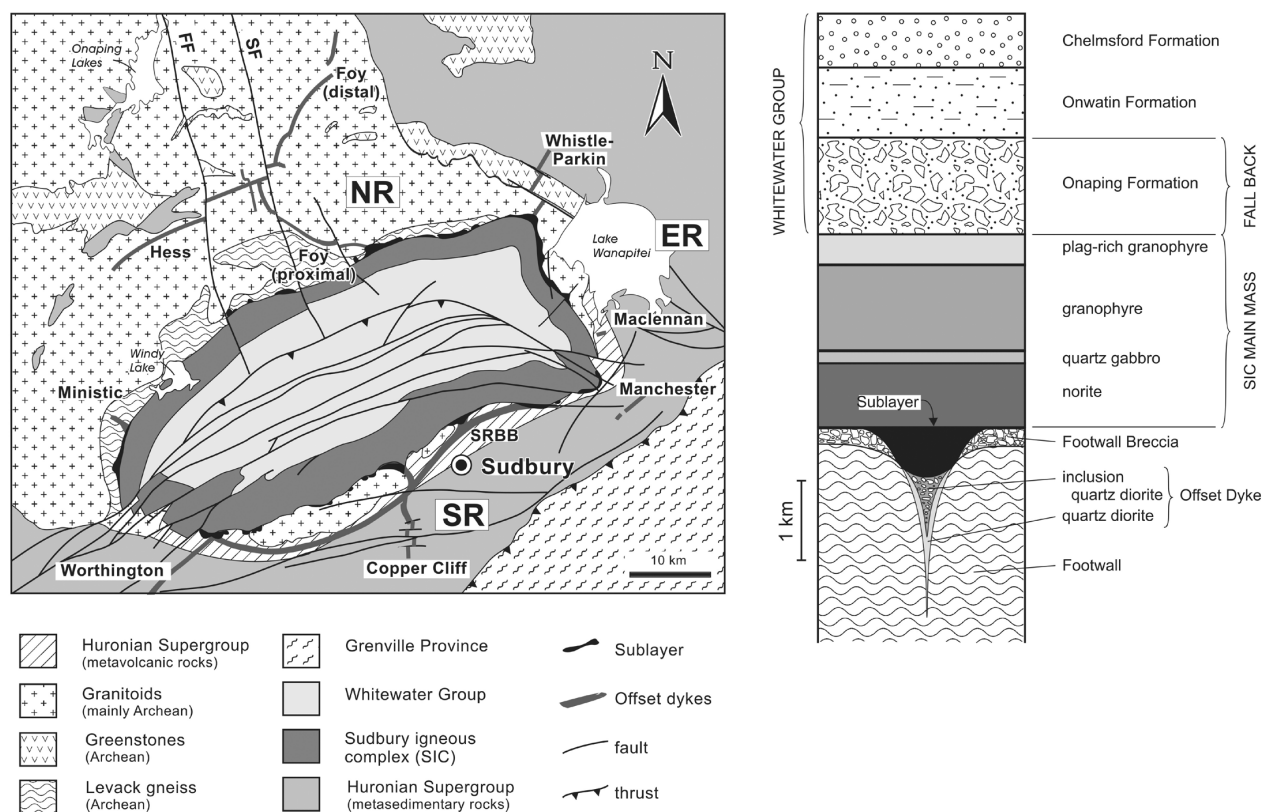 Onaping
Lakes
FF
SF
Foy
(distal)
N
Whistle-
Parkin
NR
ER
Lake
Wanapitei
Hess
Foy
(proximal)
Maclennan
Windy
Lake
Ministic
Manchester
SRBB
Sudbury
SR
Worthington
Copper Cliff
10 km
Huronian Supergroup
(metavolcanic rocks)
Granitoids
(mainly Archean)
Greenstones
(Archean)
Levack gneiss
(Archean)
Grenville Province
Whitewater Group
Sudbury igneous
complex (SIC)
Huronian Supergroup
(metasedimentary rocks)
Sublayer
Offset dykes
fault
thrust
WHITEWATER GROUP
Chelmsford Formation
Onwatin Formation
Onaping Formation
FALL BACK
plag-rich granophyre
granophyre
quartz gabbro
norite
SIC MAIN MASS
Sublayer
Footwall Breccia
inclusion
quartz diorite
quartz diorite
Offset Dyke
Footwall
1 km